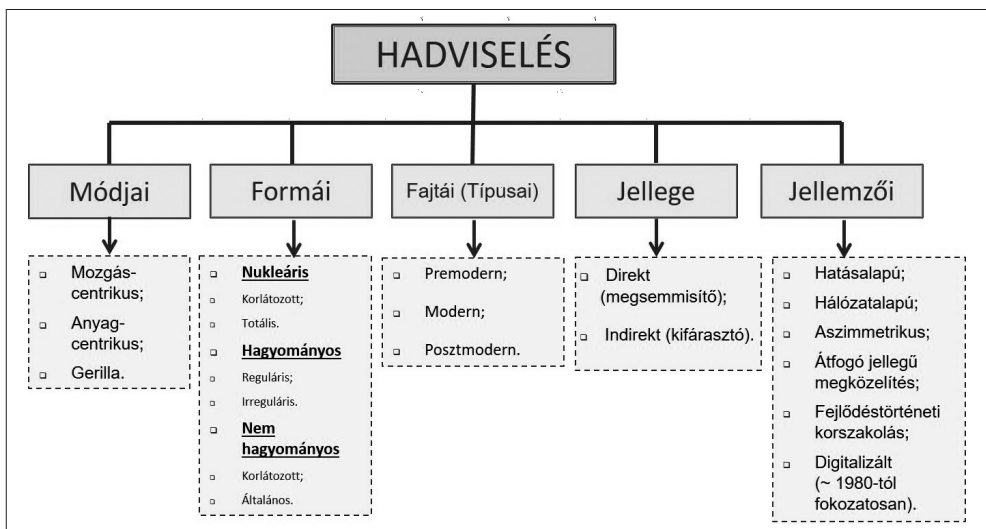 HADVISELÉS
Módjai
Formái
Fajtái (Típusai)
Jellege
Jellemzői
Mozgás-
centrikus;
Anyag-
centrikus;
Gerilla.
Nukleáris
Korlátozott;
Totális.
Hagyományos
Reguláris;
Irreguláris.
Nem
hagyományos
Korlátozott;
Általános.
Premodern;
Modern;
Posztmodern.
Direkt
(megsemmisítő);
Indirekt (kifárasztó).
Hatásalapú;
Hálózatalapú;
Aszimmetrikus;
Átfogó jellegű
megközelítés;
Fejlődéstörténeti
korszakolás;
Digitalizált
(~ 1980-tól
fokozatosan).